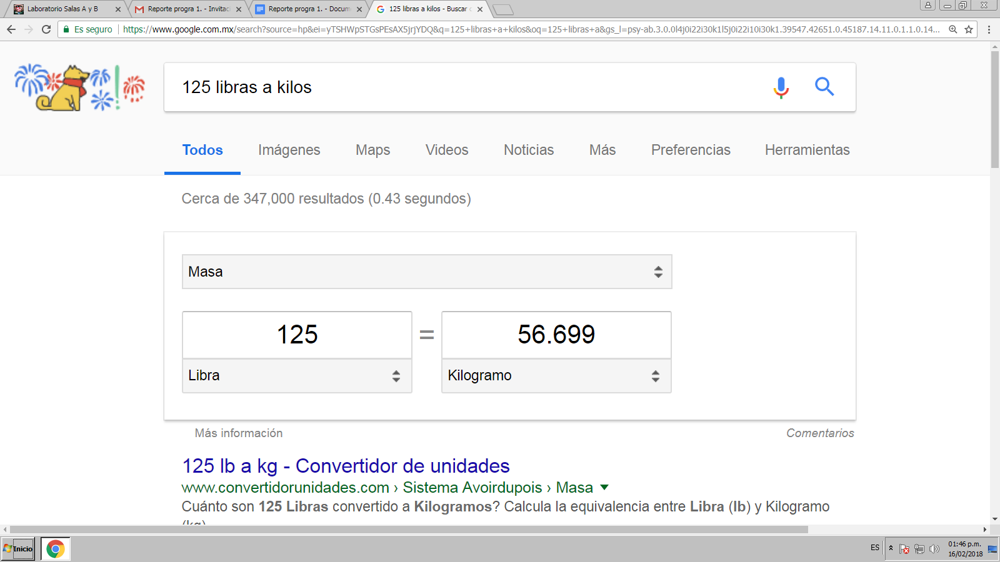 Laboratorio Salas A y B
Reporte progra 1. - Invitac
Reporte progra 1. - Docum
125 libras a kilos - Buscar c
Es seguro
https://www.google.com.mx/search?source=hp&ei=yTSHWpSTGsPEsAX5jrjYDQ&q=125+libras+a+kilos&oq=125+libras+a&gs_l=psy-ab.3.0.0l4j0i22i30k1l5j0i22i10i30k1.39547.42651.0.45187.14.11.0.1.1.0.14...
125 libras a kilos
Todos Imágenes Maps Videos Noticias Más Preferencias Herramientas
Cerca de 347,000 resultados (0.43 segundos)
Masa
125 = 56.699
Libra Kilogramo
Más información Comentarios
125 lb a kg - Convertidor de unidades
www.convertidorunidades.com › Sistema Avoirdupois › Masa
Cuánto son 125 Libras convertido a Kilogramos? Calcula la equivalencia entre Libra (lb) y Kilogramo
(kg)
Inicio
ES
01:46 p.m.
16/02/2018